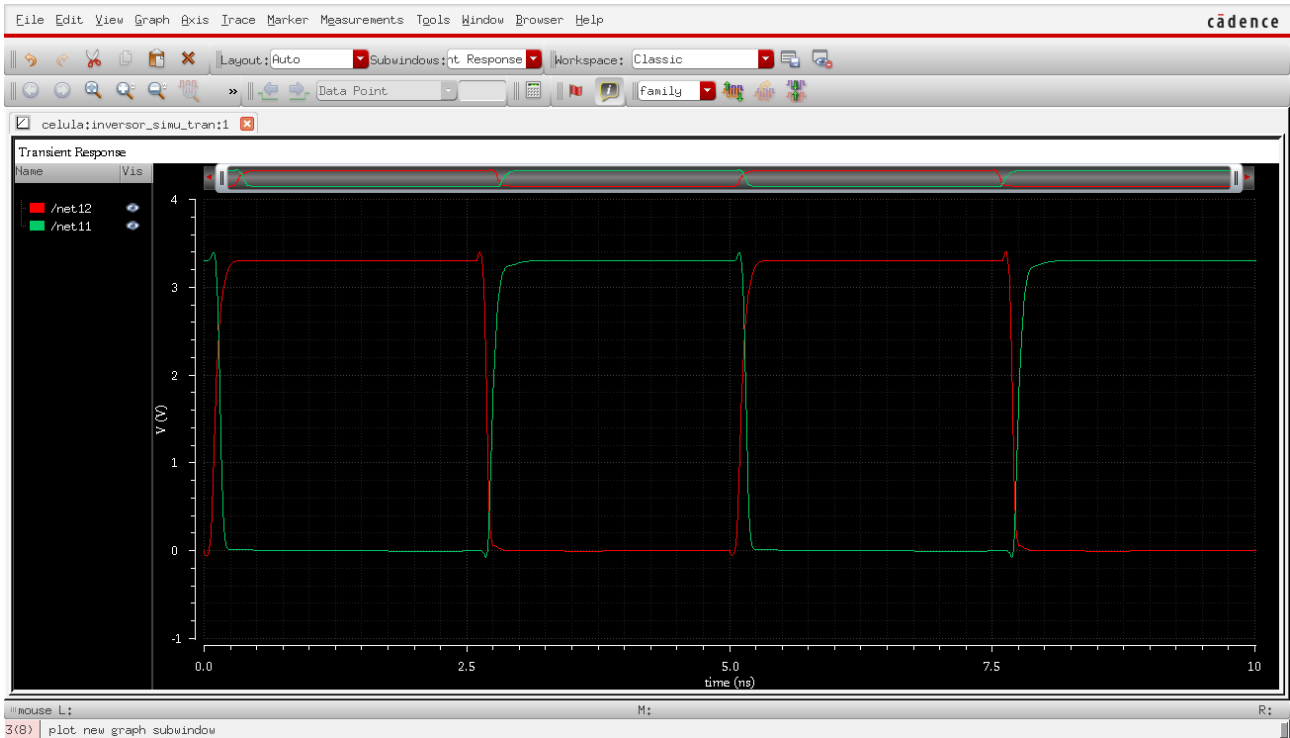 File Edit View Graph Axis Trace Marker Measurements Tools Window Browser Help cādence
Layout: Auto Subwindows: nt Response Workspace: Classic
» Data Point family
celula:inversor_simu_tran:1
Transient Response
Name Vis
/net12
/net11
4
3
2
1
0
-1
V (V)
0.0 2.5 5.0 7.5 10
time (ns)
mouse L: M: R:
3(8) plot new graph subwindow